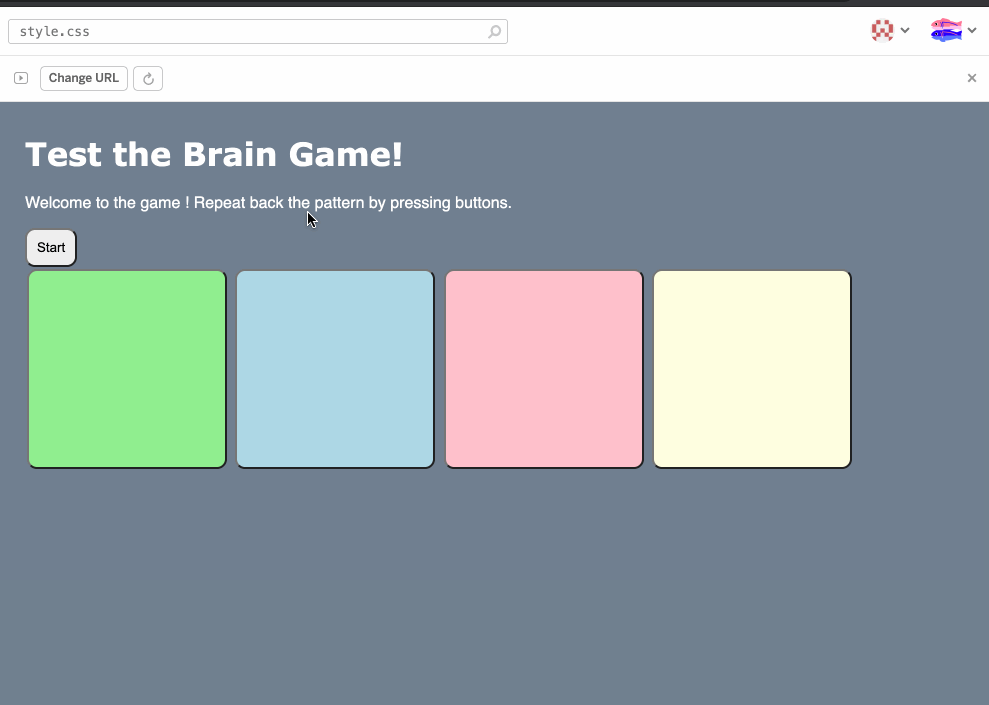 style.css
Change URL
Test the Brain Game!
Welcome to the game ! Repeat back the pattern by pressing buttons.
Start